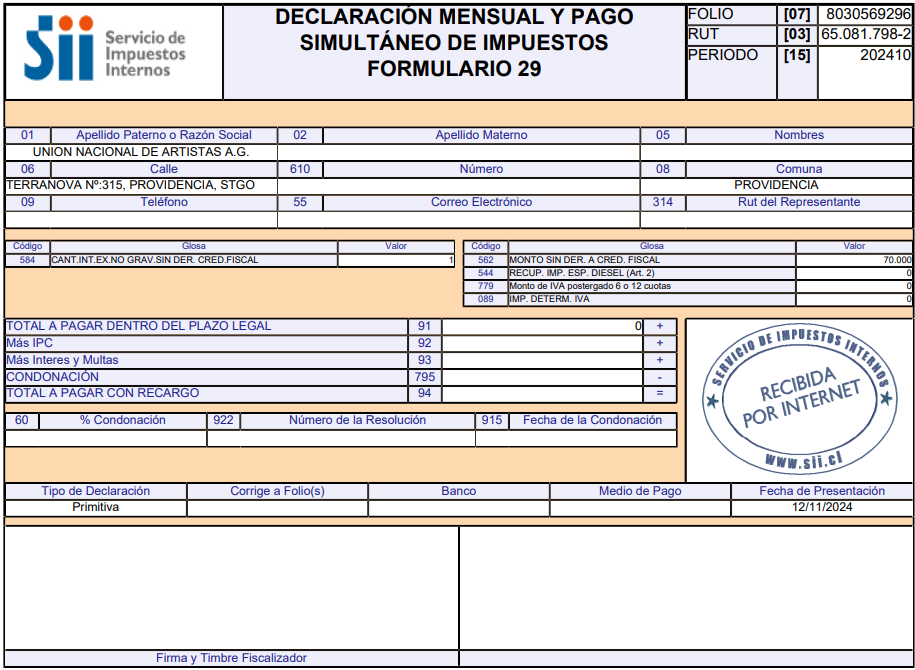 sii Servicio de
Impuestos
Internos
DECLARACIÓN MENSUAL Y PAGO
SIMULTÁNEO DE IMPUESTOS
FORMULARIO 29
FOLIO [07] 8030569296
RUT [03] 65.081.798-2
PERIODO [15] 202410
01 Apellido Paterno o Razón Social 02 Apellido Materno 05 Nombres
UNION NACIONAL DE ARTISTAS A.G.
06 Calle 610 Número 08 Comuna
TERRANOVA Nº:315, PROVIDENCIA, STGO PROVIDENCIA
09 Teléfono 55 Correo Electrónico 314 Rut del Representante
Código Glosa Valor Código Glosa Valor
584 CANT.INT.EX.NO GRAV.SIN DER. CRED.FISCAL 1 562 MONTO SIN DER. A CRED. FISCAL 70.000
544 RECUP. IMP. ESP. DIESEL (Art. 2) 0
779 Monto de IVA postergado 6 o 12 cuotas 0
089 IMP. DETERM. IVA 0
TOTAL A PAGAR DENTRO DEL PLAZO LEGAL 91 0 +
Más IPC 92 +
Más Interes y Multas 93 +
CONDONACIÓN 795 -
TOTAL A PAGAR CON RECARGO 94 =
SERVICIO DE IMPUESTOS INTERNOS
RECIBIDA
POR INTERNET
www.sii.cl
60 % Condonación 922 Número de la Resolución 915 Fecha de la Condonación
Tipo de Declaración Corrige a Folio(s) Banco Medio de Pago Fecha de Presentación
Primitiva 12/11/2024
Firma y Timbre Fiscalizador